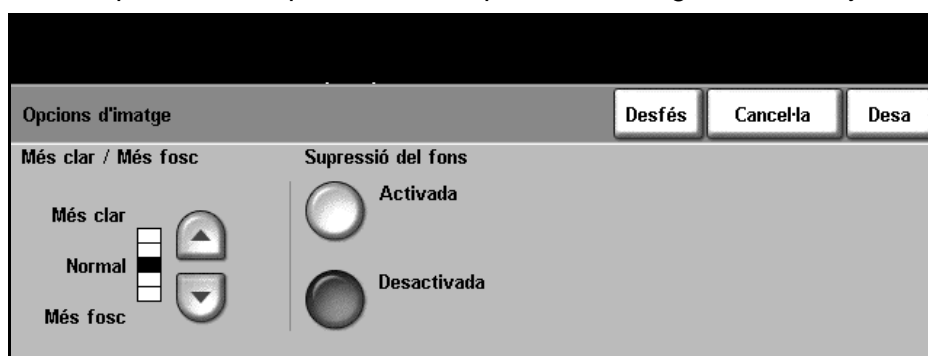 Opcions d'imatge
Desfés
Cancel·la
Desa
Més clar / Més fosc
Supressió del fons
Més clar
Normal
Més fosc
Activada
Desactivada